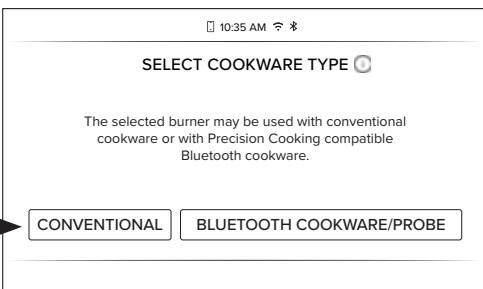 10:35 AM
SELECT COOKWARE TYPE
The selected burner may be used with conventional
cookware or with Precision Cooking compatible
Bluetooth cookware.
CONVENTIONAL
BLUETOOTH COOKWARE/PROBE